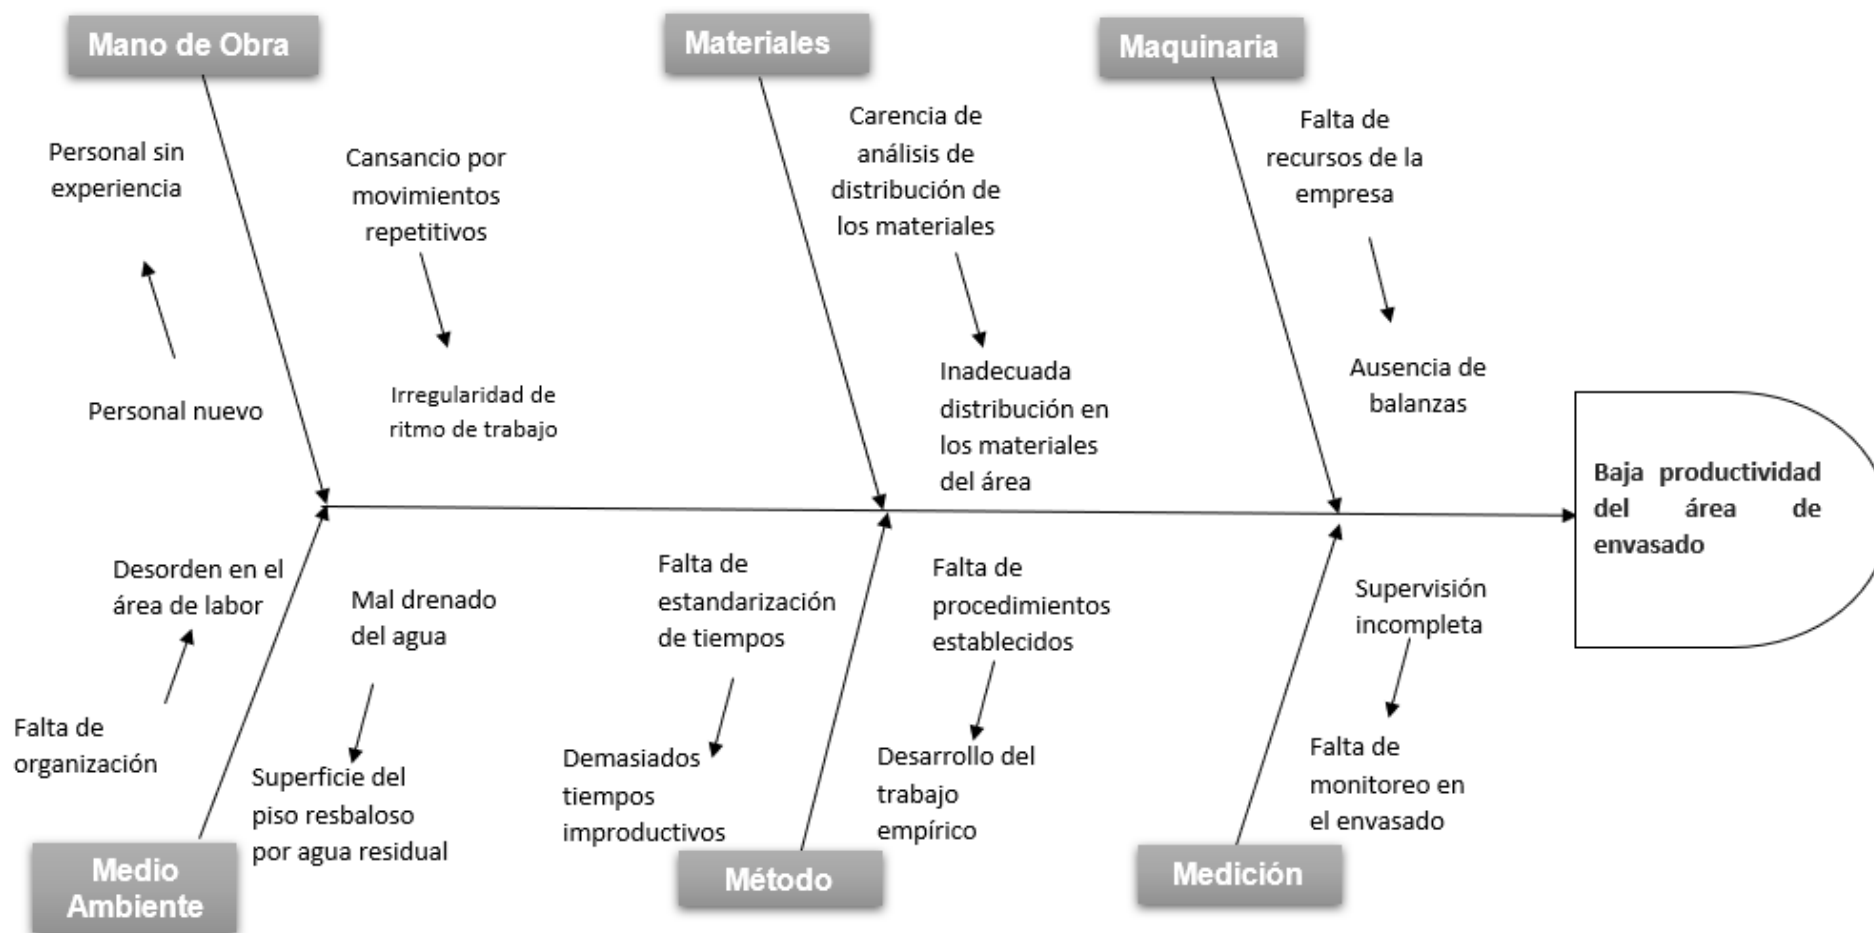 Mano de Obra
Materiales
Maquinaria
Personal sin
experiencia
Personal nuevo
Cansancio por
movimientos
repetitivos
Irregularidad de
ritmo de trabajo
Carencia de
análisis de
distribución de
los materiales
Inadecuada
distribución en
los materiales
del área
Falta de
recursos de la
empresa
Ausencia de
balanzas
Baja productividad
del área de
envasado
Desorden en el
área de labor
Falta de
organización
Mal drenado
del agua
Superficie del
piso resbaloso
por agua residual
Falta de
estandarización
de tiempos
Demasiados
tiempos
improductivos
Falta de
procedimientos
establecidos
Desarrollo del
trabajo
empírico
Supervisión
incompleta
Falta de
monitoreo en
el envasado
Medio
Ambiente
Método
Medición